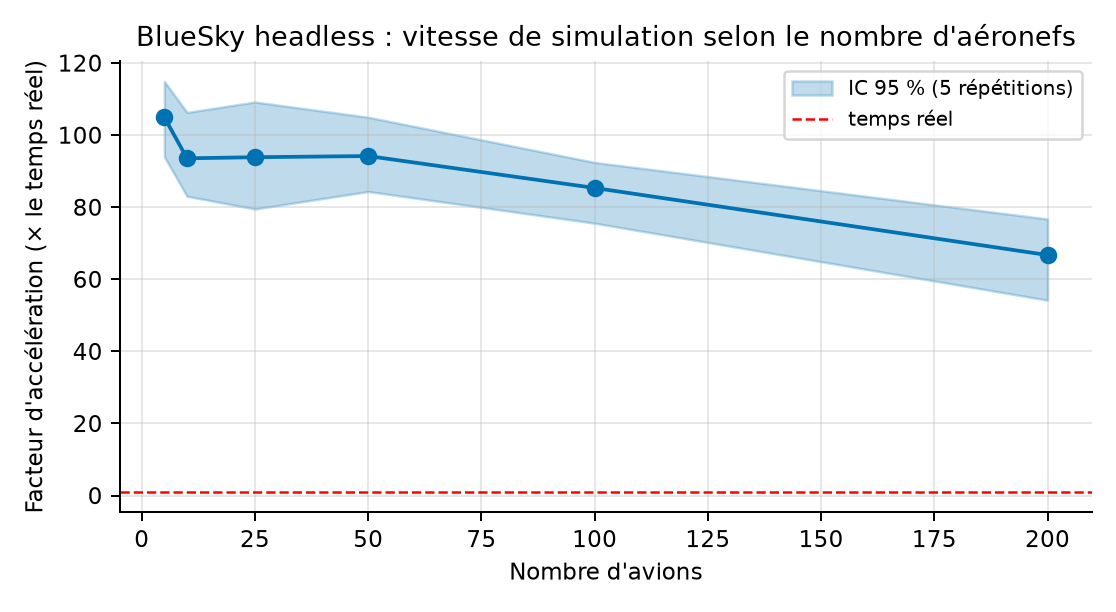 BlueSky headless : vitesse de simulation selon le nombre d'aéronefs
Facteur d'accélération (× le temps réel)
120
100
80
60
40
20
0
IC 95 % (5 répétitions)
temps réel
0 25 50 75 100 125 150 175 200
Nombre d'avions